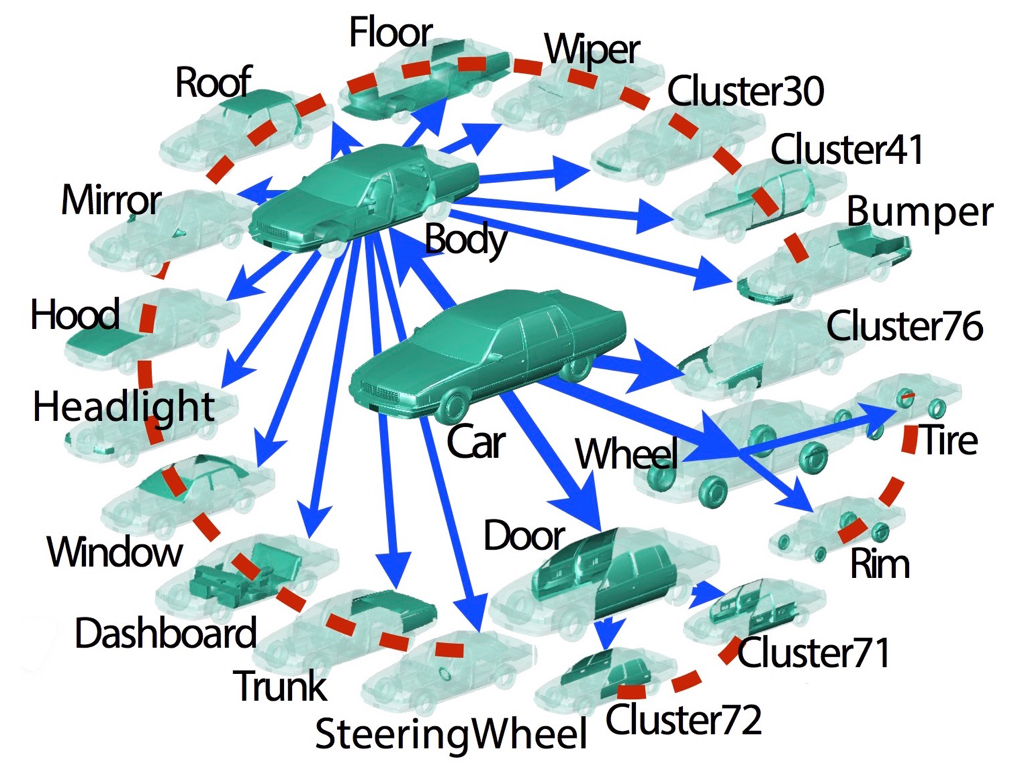 Floor
Wiper
Roof
Cluster30
Cluster41
Mirror
Bumper
Body
Hood
Cluster76
Headlight
Car
Wheel
Tire
Window
Door
Rim
Dashboard
Cluster71
Trunk
Cluster72
SteeringWheel